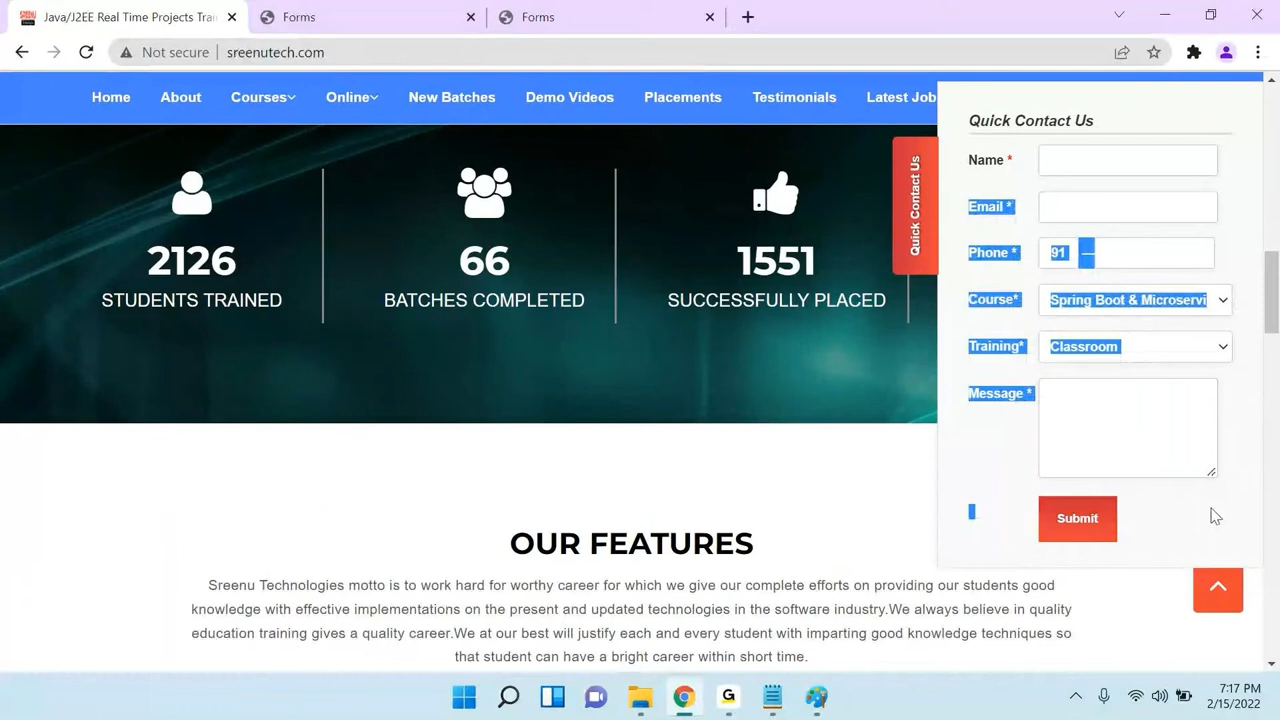 Java/J2EE Real Time Projects Trai
Forms
Forms
Not secure
sreenutech.com
Home
About
Courses
Online
New Batches
Demo Videos
Placements
Testimonials
Latest Job
2126
STUDENTS TRAINED
66
BATCHES COMPLETED
1551
SUCCESSFULLY PLACED
Quick Contact Us
Quick Contact Us
Name *
Email *
Phone *
91
—
Course*
Spring Boot & Microservi
Training*
Classroom
Message *
Submit
OUR FEATURES
Sreenu Technologies motto is to work hard for worthy career for which we give our complete efforts on providing our students good
knowledge with effective implementations on the present and updated technologies in the software industry.We always believe in quality
education training gives a quality career.We at our best will justify each and every student with imparting good knowledge techniques so
that student can have a bright career within short time.
G
7:17 PM
2/15/2022